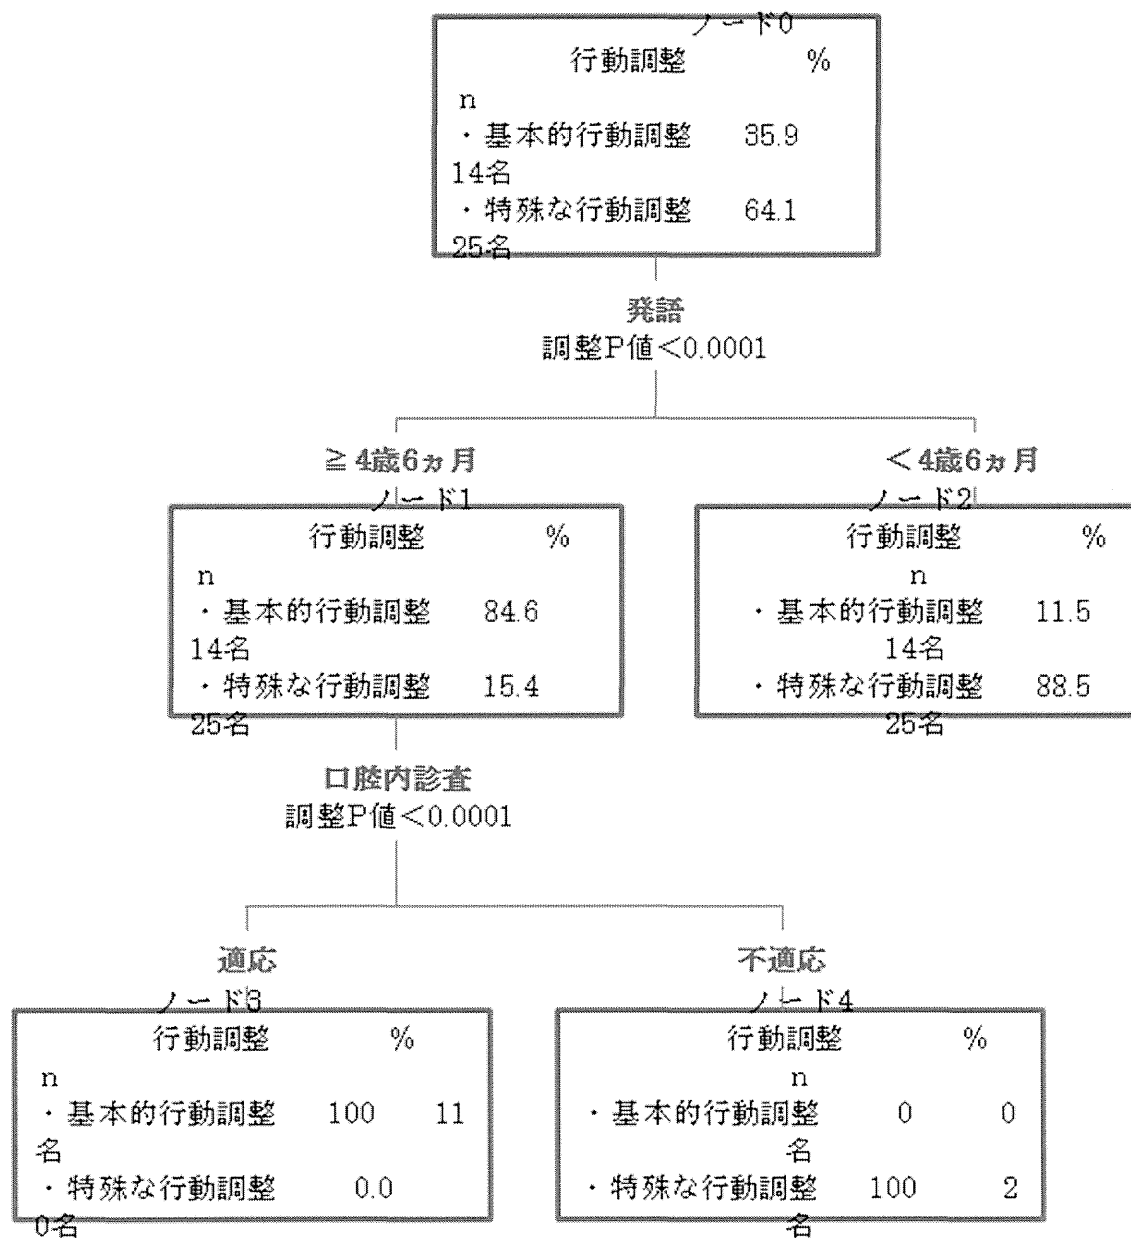 ノード0
行動調整 %
n
・基本的行動調整 35.9
14名
・特殊な行動調整 64.1
25名
発語
調整P値<0.0001
≧4歳6ヵ月
<4歳6ヵ月
ノード1
行動調整 %
n
・基本的行動調整 84.6
14名
・特殊な行動調整 15.4
25名
ノード2
行動調整 %
n
・基本的行動調整 11.5
14名
・特殊な行動調整 88.5
25名
口腔内診査
調整P値<0.0001
適応
不適応
ノード3
行動調整 %
n
・基本的行動調整 100 11
名
・特殊な行動調整 0.0
0名
ノード4
行動調整 %
n
・基本的行動調整 0 0
名
・特殊な行動調整 100 2
名